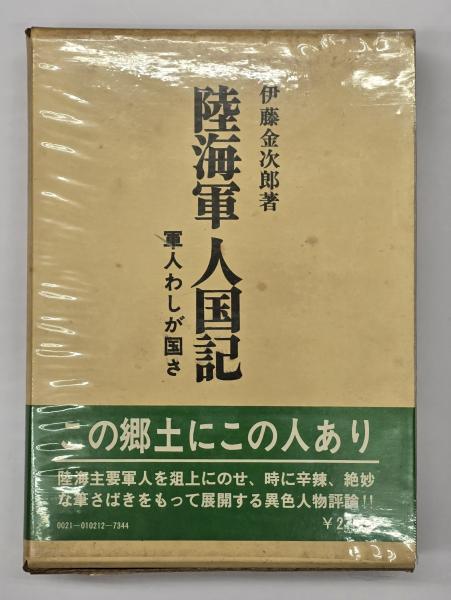 伊藤金次郎著
陸海軍人国記
軍人わしが国さ
この郷土にこの人あり
陸海主要軍人を俎上にのせ、時に辛辣、絶妙
な筆さばきをもって展開する異色人物評論!!
0021-010212-7344